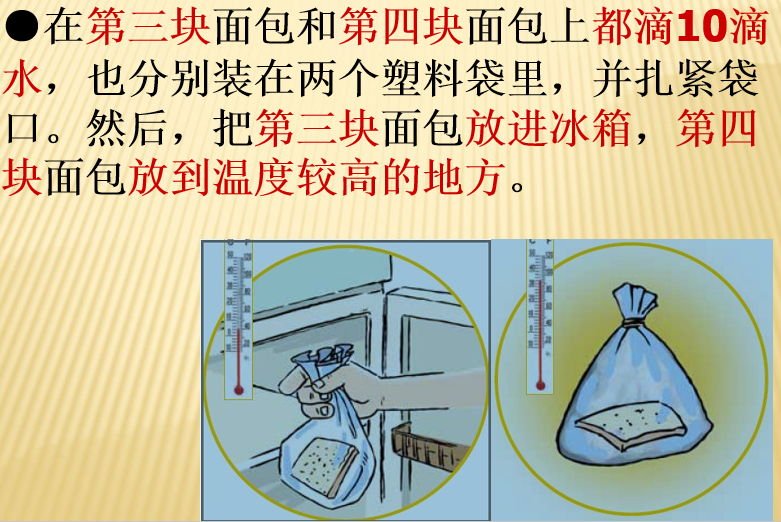 ●在第三块面包和第四块面包上都滴10滴
水，也分别装在两个塑料袋里，并扎紧袋
口。然后，把第三块面包放进冰箱，第四
块面包放到温度较高的地方。